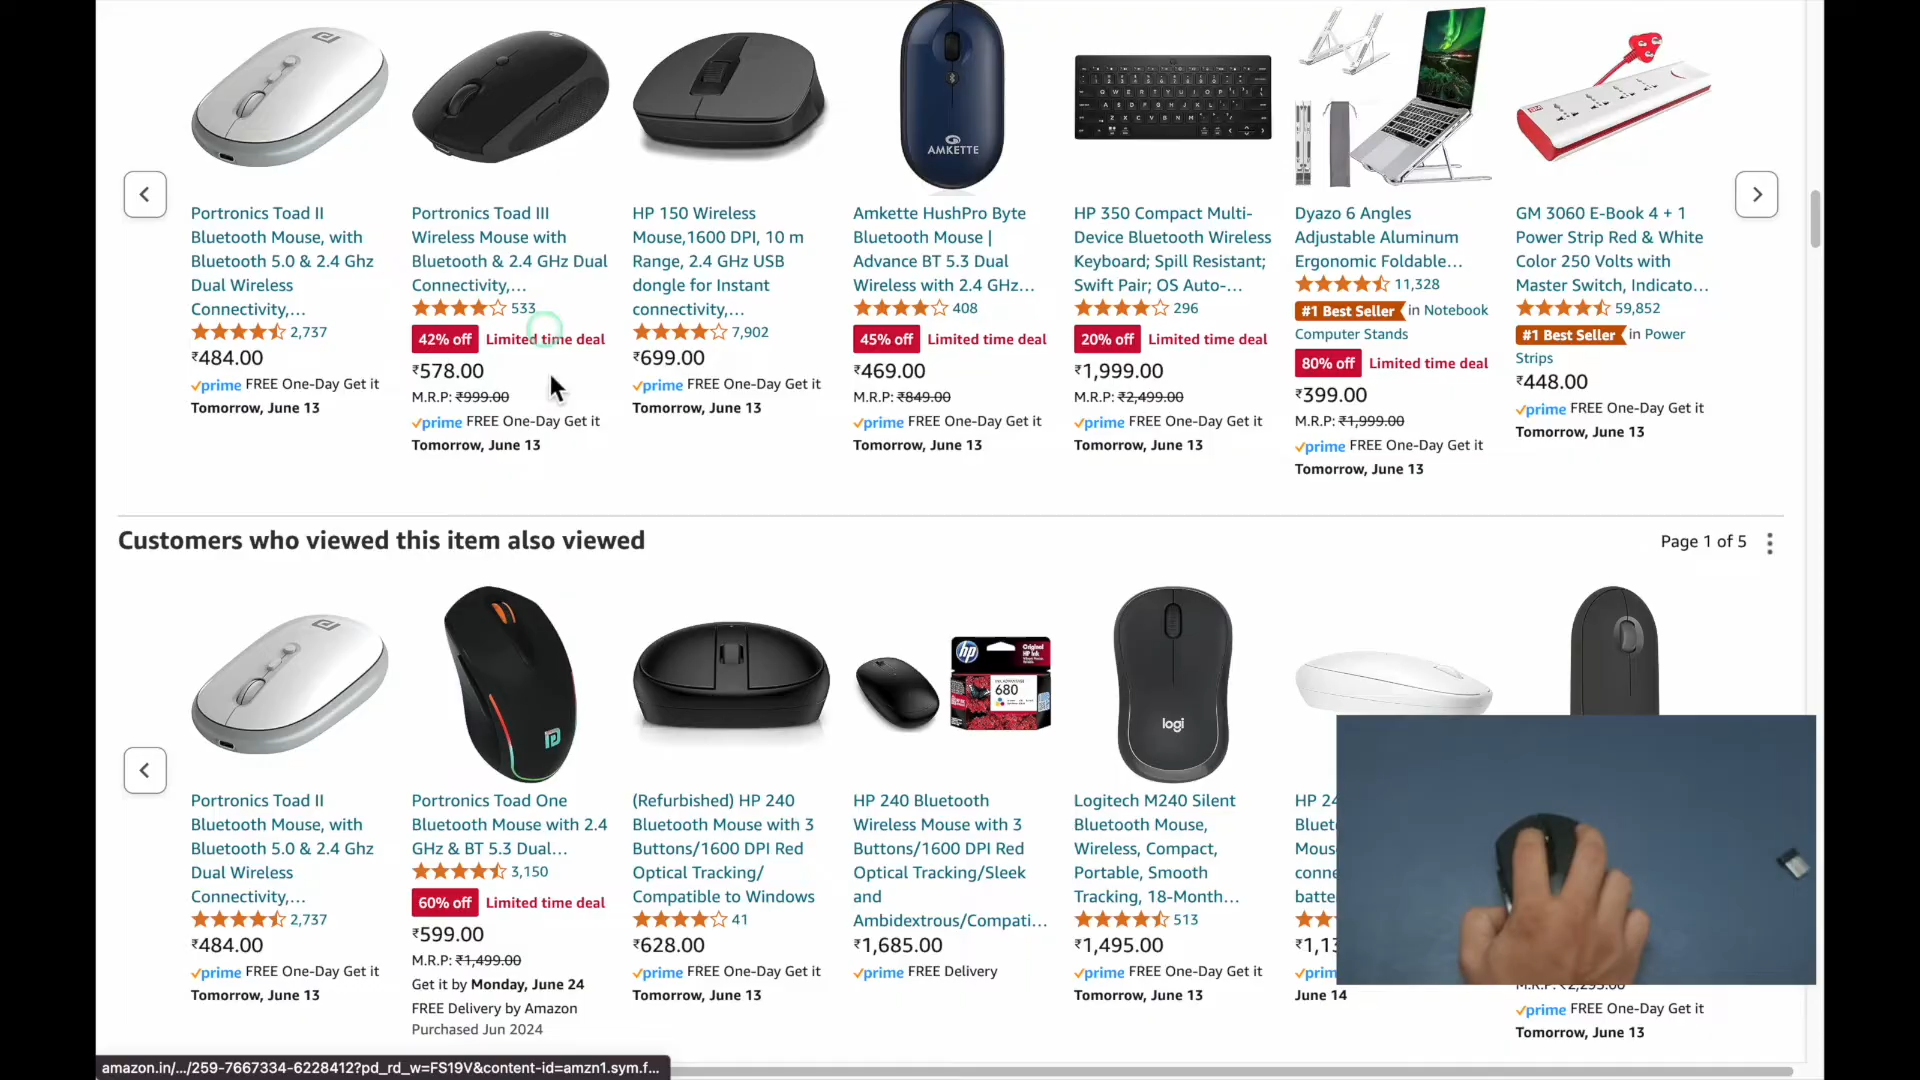 AMKETTE
Portronics Toad II
Bluetooth Mouse, with
Bluetooth 5.0 & 2.4 Ghz
Dual Wireless
Connectivity,...
2,737
₹484.00
prime FREE One-Day Get it
Tomorrow, June 13
Portronics Toad III
Wireless Mouse with
Bluetooth & 2.4 GHz Dual
Connectivity,...
533
42% off Limited time deal
₹578.00
M.R.P: ₹999.00
prime FREE One-Day Get it
Tomorrow, June 13
HP 150 Wireless
Mouse,1600 DPI, 10 m
Range, 2.4 GHz USB
dongle for Instant
connectivity,...
7,902
₹699.00
prime FREE One-Day Get it
Tomorrow, June 13
Amkette HushPro Byte
Bluetooth Mouse |
Advance BT 5.3 Dual
Wireless with 2.4 GHz...
408
45% off Limited time deal
₹469.00
M.R.P: ₹849.00
prime FREE One-Day Get it
Tomorrow, June 13
HP 350 Compact Multi-
Device Bluetooth Wireless
Keyboard; Spill Resistant;
Swift Pair; OS Auto-...
296
20% off Limited time deal
₹1,999.00
M.R.P: ₹2,499.00
prime FREE One-Day Get it
Tomorrow, June 13
Dyazo 6 Angles
Adjustable Aluminum
Ergonomic Foldable...
11,328
#1 Best Seller in Notebook
Computer Stands
80% off Limited time deal
₹399.00
M.R.P: ₹1,999.00
prime FREE One-Day Get it
Tomorrow, June 13
GM 3060 E-Book 4 + 1
Power Strip Red & White
Color 250 Volts with
Master Switch, Indicato...
59,852
#1 Best Seller in Power
Strips
₹448.00
prime FREE One-Day Get it
Tomorrow, June 13
Customers who viewed this item also viewed
Page 1 of 5
hp
Original
HP Ink
680
logi
Portronics Toad II
Bluetooth Mouse, with
Bluetooth 5.0 & 2.4 Ghz
Dual Wireless
Connectivity,...
2,737
₹484.00
prime FREE One-Day Get it
Tomorrow, June 13
Portronics Toad One
Bluetooth Mouse with 2.4
GHz & BT 5.3 Dual...
3,150
60% off Limited time deal
₹599.00
M.R.P: ₹1,499.00
Get it by Monday, June 24
FREE Delivery by Amazon
Purchased Jun 2024
(Refurbished) HP 240
Bluetooth Mouse with 3
Buttons/1600 DPI Red
Optical Tracking/
Compatible to Windows
41
₹628.00
prime FREE One-Day Get it
Tomorrow, June 13
HP 240 Bluetooth
Wireless Mouse with 3
Buttons/1600 DPI Red
Optical Tracking/Sleek
and
Ambidextrous/Compati...
₹1,685.00
prime FREE Delivery
Logitech M240 Silent
Bluetooth Mouse,
Wireless, Compact,
Portable, Smooth
Tracking, 18-Month...
513
₹1,495.00
prime FREE One-Day Get it
Tomorrow, June 13
HP 24
Bluet
Mous
conne
batte
₹1,13
prim
June 14
M.R.P: ₹2,295.00
prime FREE One-Day Get it
Tomorrow, June 13
amazon.in/.../259-7667334-6228412?pd_rd_w=FS19V&content-id=amzn1.sym.f...